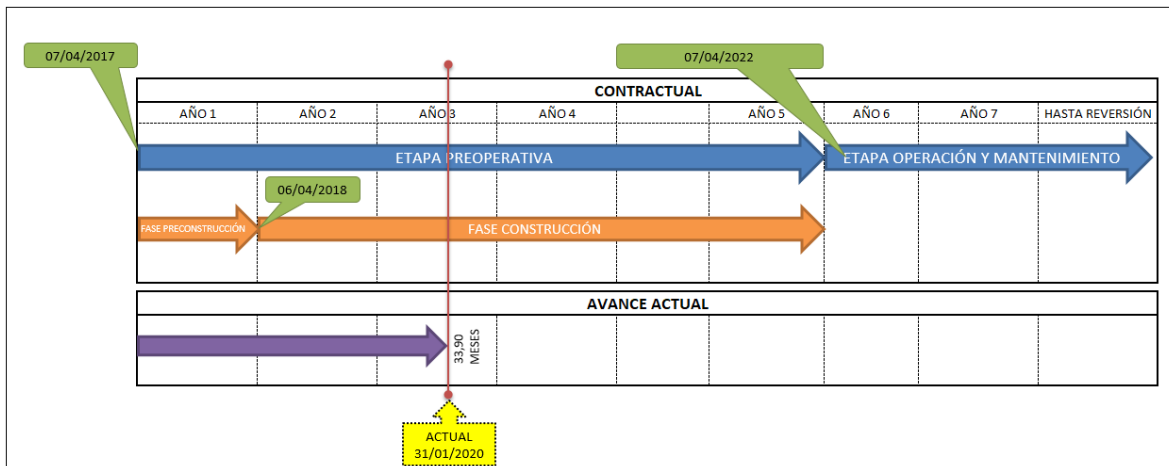 07/04/2017
07/04/2022
CONTRACTUAL
AÑO 1
AÑO 2
AÑO 3
AÑO 4
AÑO 5
AÑO 6
AÑO 7
HASTA REVERSIÓN
ETAPA PREOPERATIVA
ETAPA OPERACIÓN Y MANTENIMIENTO
06/04/2018
FASE PRECONSTRUCCIÓN
FASE CONSTRUCCIÓN
AVANCE ACTUAL
33,90
MESES
ACTUAL
31/01/2020